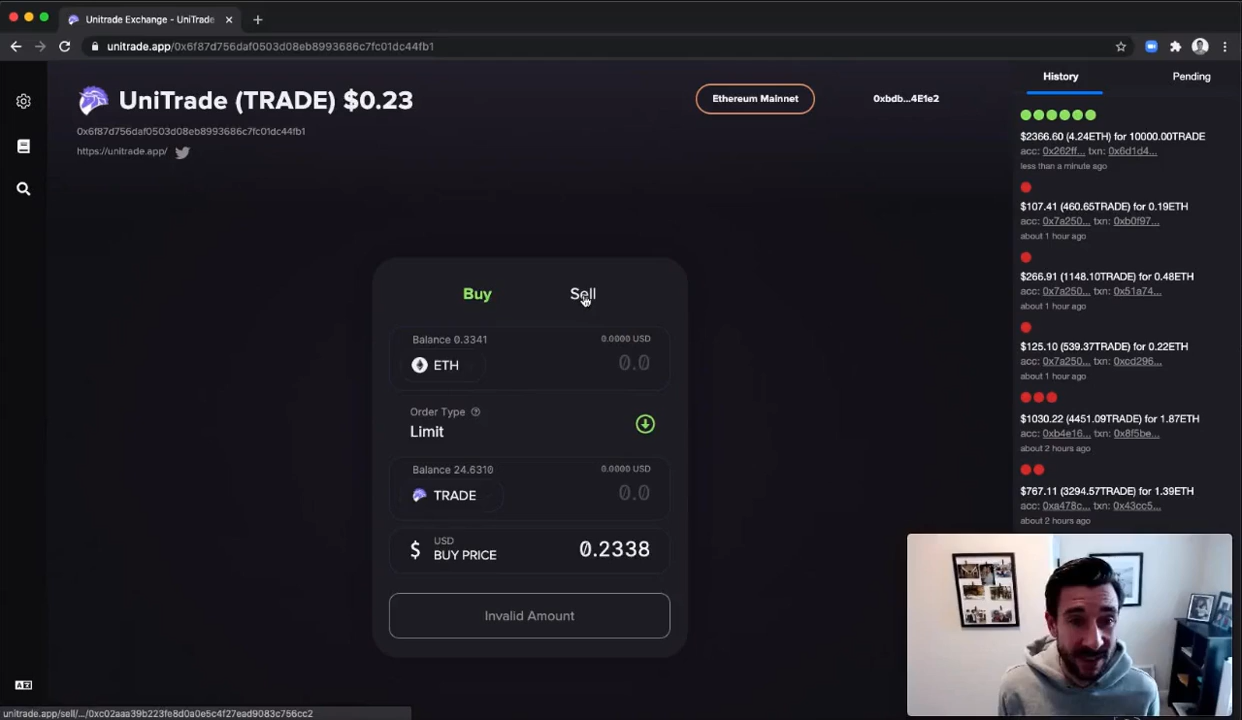 Unitrade Exchange - UniTrade
unitrade.app/0x6f87d756daf0503d08eb8993686c7fc01dc44fb1
UniTrade (TRADE) $0.23
0x6f87d756daf0503d08eb8993686c7fc01dc44fb1
https://unitrade.app/
Ethereum Mainnet
0xbdb...4E1e2
Buy
Sell
Balance 0.3341
0.0000 USD
ETH
0.0
Order Type
Limit
Balance 24.6310
0.0000 USD
TRADE
0.0
$
USD
BUY PRICE
0.2338
Invalid Amount
History
Pending
$2366.60 (4.24ETH) for 10000.00TRADE
acc: 0x262ff... txn: 0x6d1d4...
less than a minute ago
$107.41 (460.65TRADE) for 0.19ETH
acc: 0x7a250... txn: 0xb0f97...
about 1 hour ago
$266.91 (1148.10TRADE) for 0.48ETH
acc: 0x7a250... txn: 0x51a74...
about 1 hour ago
$125.10 (539.37TRADE) for 0.22ETH
acc: 0x7a250... txn: 0xcd296...
about 1 hour ago
$1030.22 (4451.09TRADE) for 1.87ETH
acc: 0xb4e16... txn: 0x8f5be...
about 2 hours ago
$767.11 (3294.57TRADE) for 1.39ETH
acc: 0xa478c... txn: 0x43cc5...
about 2 hours ago
unitrade.app/sell/.../0xc02aaa39b223fe8d0a0e5c4f27ead9083c756cc2